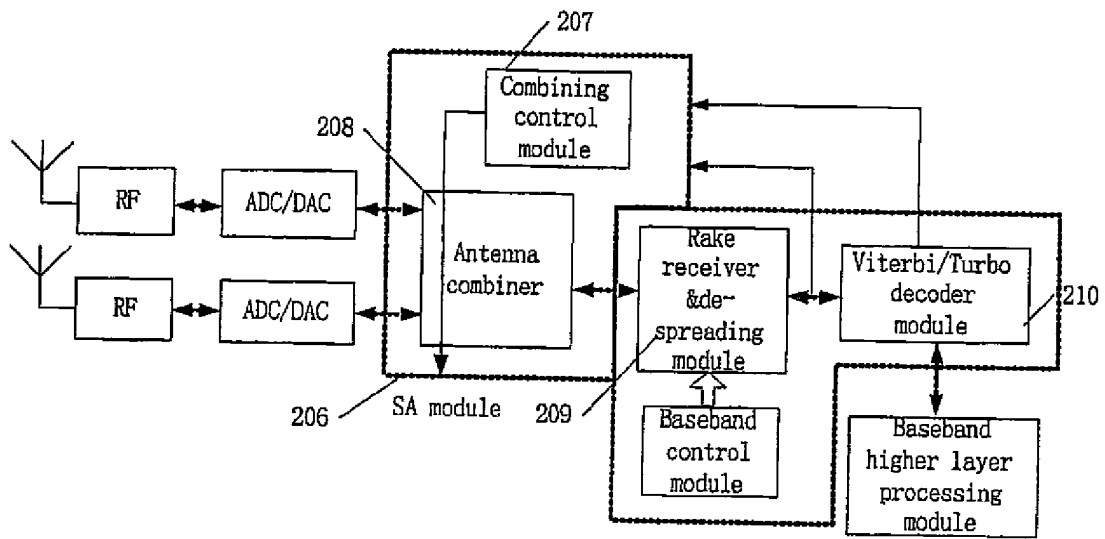 207
Combining
control
module
208
RF
ADC/DAC
Antenna
combiner
RF
ADC/DAC
Rake
receiver
&de-
spreading
module
Viterbi/Turbo
decoder
module
210
206
SA module
209
Baseband
control
module
Baseband
higher layer
processing
module